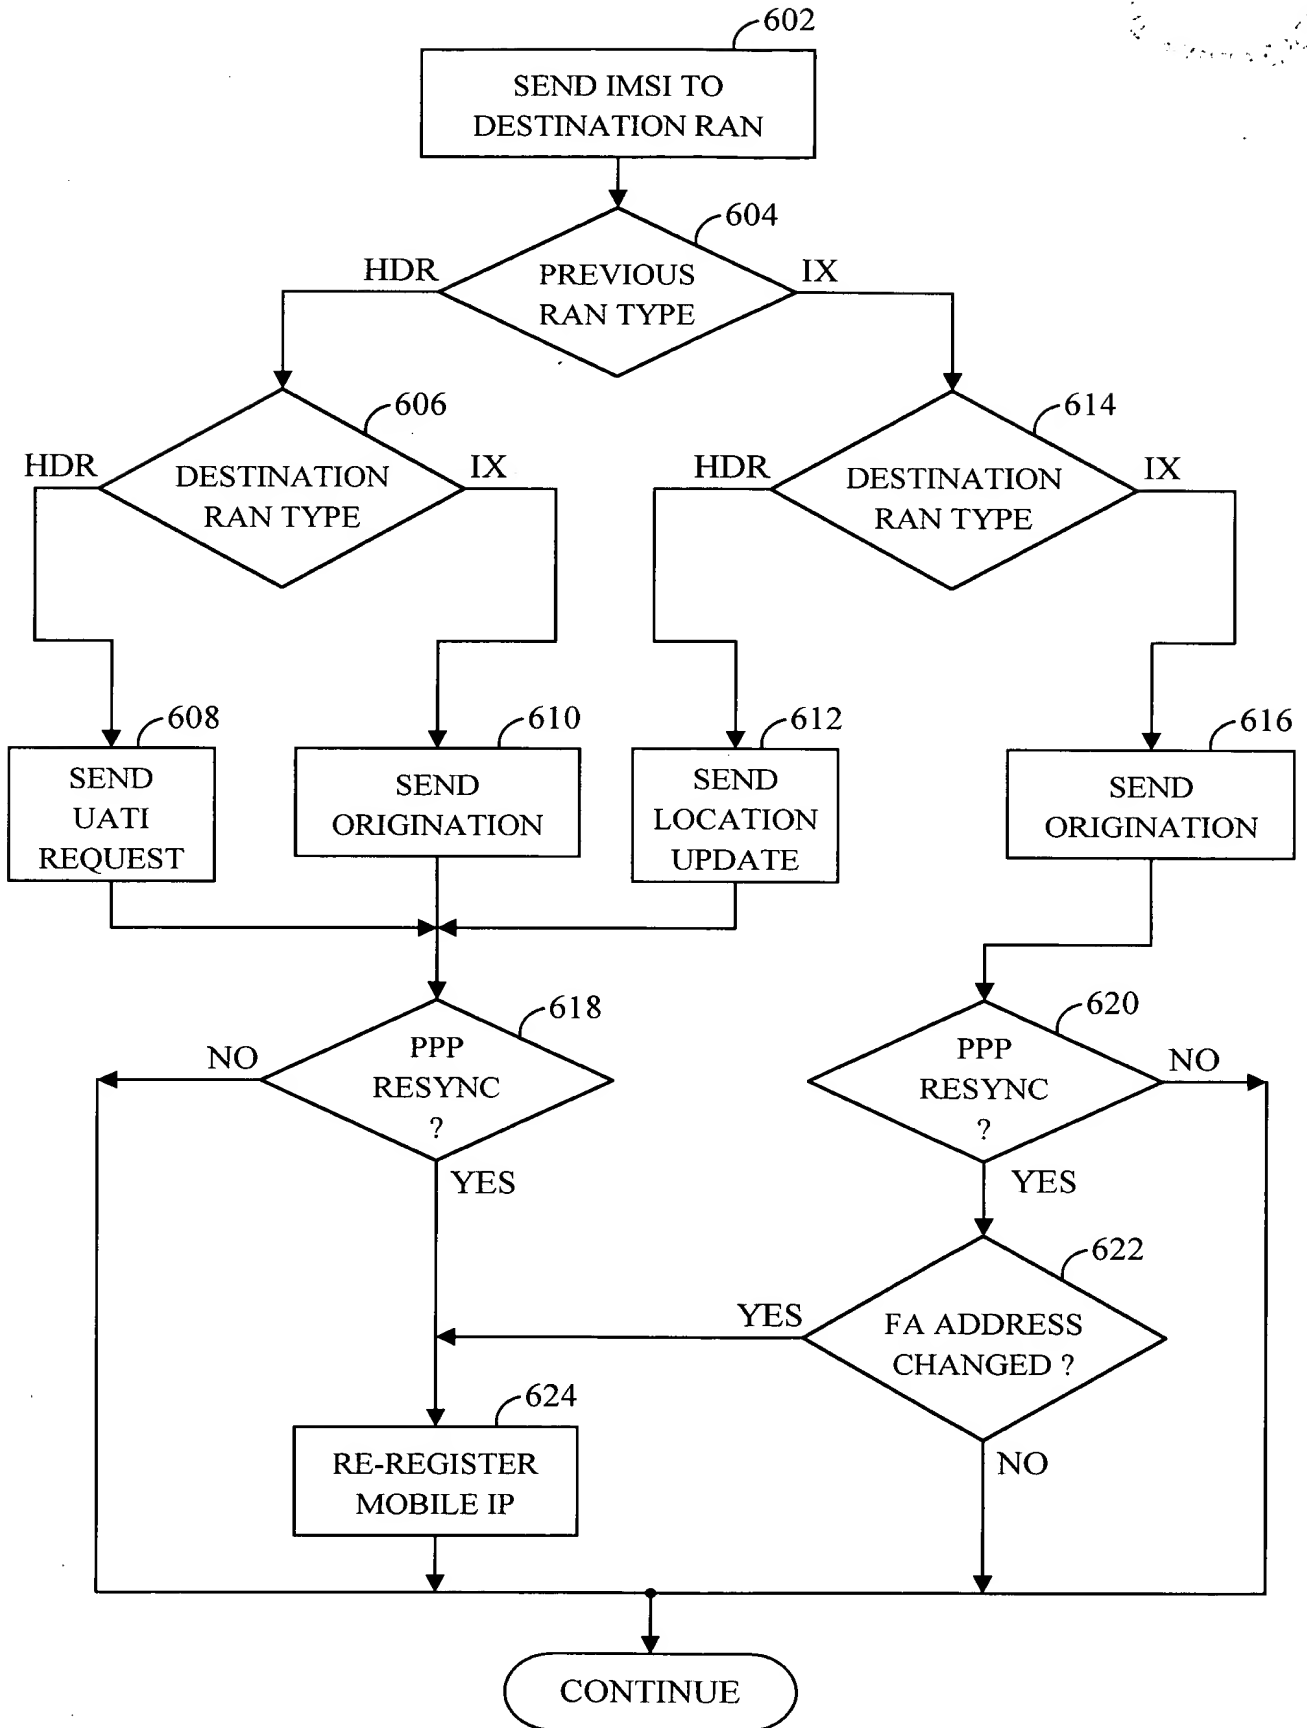 602
SEND IMSI TO
DESTINATION RAN
604
HDR
PREVIOUS
RAN TYPE
IX
606
HDR
DESTINATION
RAN TYPE
IX
614
HDR
DESTINATION
RAN TYPE
IX
608
SEND
UATI
REQUEST
610
SEND
ORIGINATION
612
SEND
LOCATION
UPDATE
616
SEND
ORIGINATION
618
NO
PPP
RESYNC
?
YES
620
PPP
RESYNC
?
NO
YES
622
YES
FA ADDRESS
CHANGED ?
NO
624
RE-REGISTER
MOBILE IP
CONTINUE